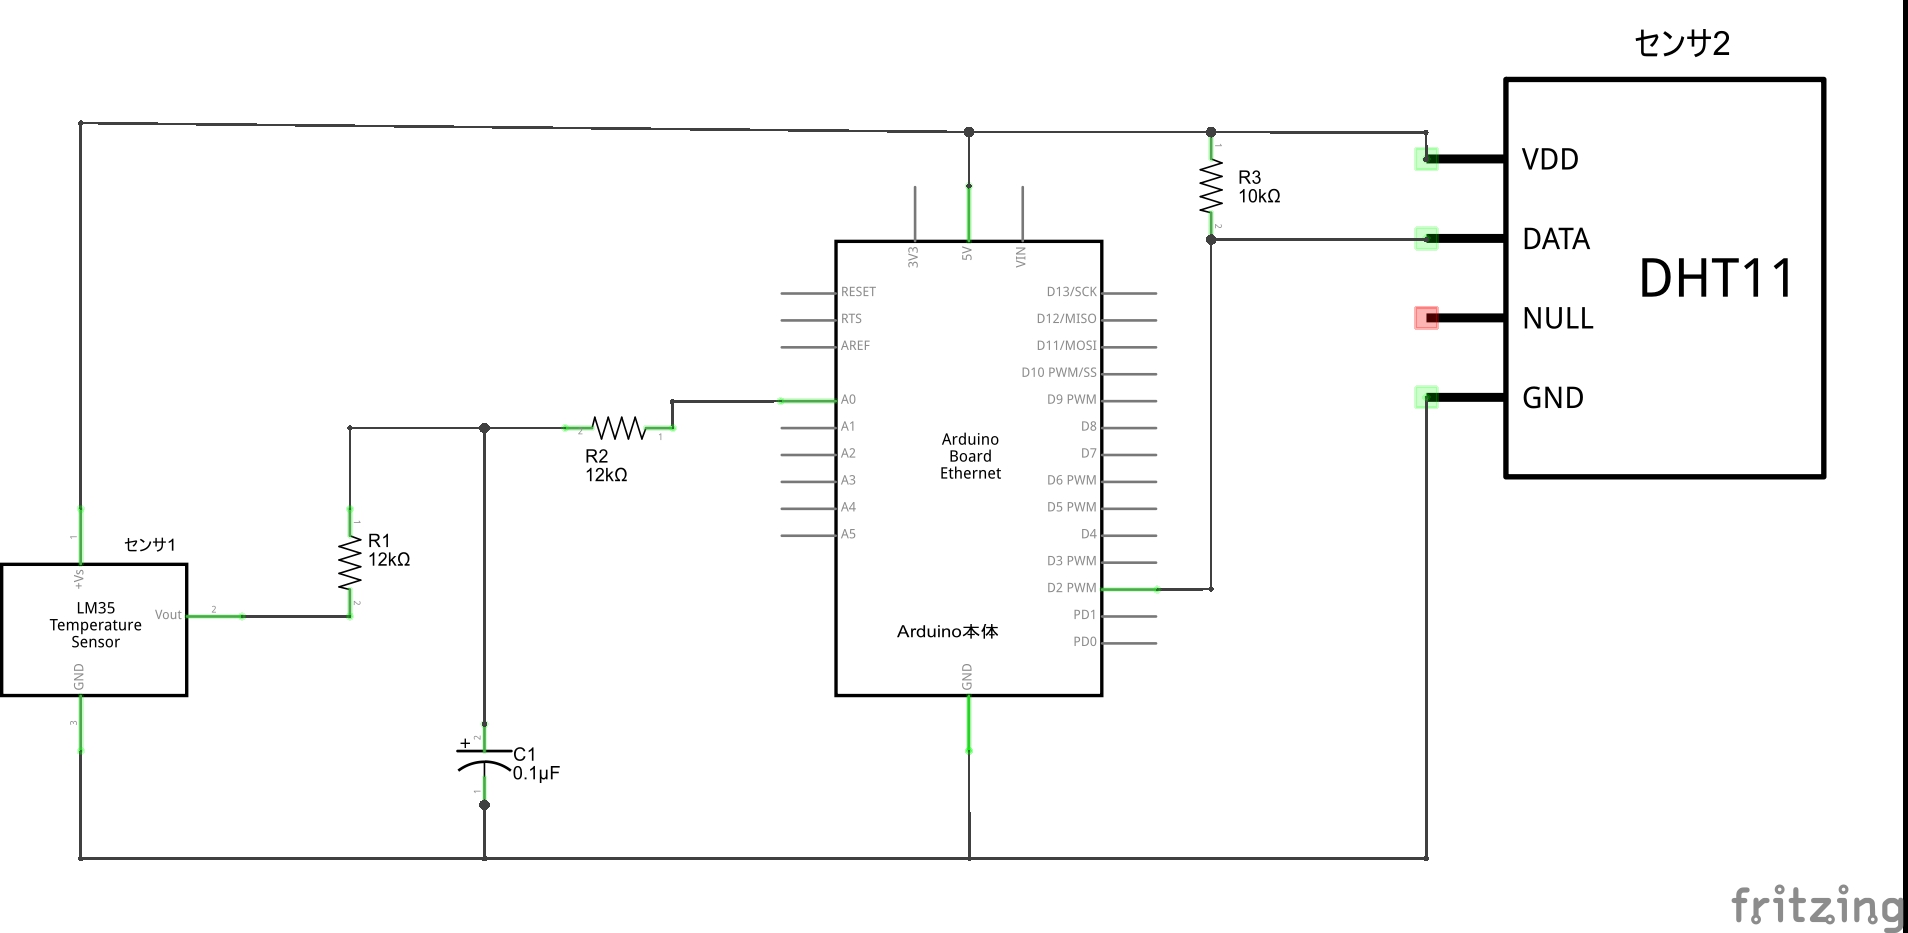 センサ2
VDD
DATA
DHT11
NULL
GND
1
R3
10kΩ
2
3V3
5V
VIN
RESET
RTS
AREF
A0
A1
A2
A3
A4
A5
D13/SCK
D12/MISO
D11/MOSI
D10 PWM/SS
D9 PWM
D8
D7
D6 PWM
D5 PWM
D4
D3 PWM
D2 PWM
PD1
PD0
Arduino
Board
Ethernet
Arduino本体
GND
2
1
R2
12kΩ
1
R1
12kΩ
2
センサ1
1
+Vs
LM35
Temperature
Sensor
Vout
2
GND
3
+
2
C1
0.1μF
1
fritzing